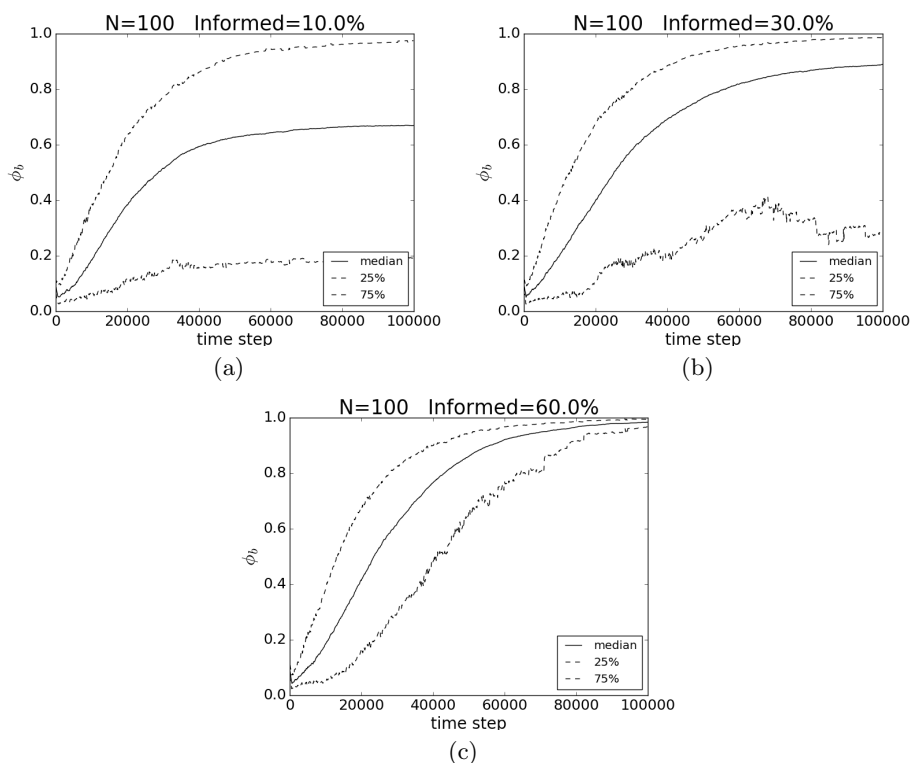 N=100 Informed=10.0%
1.0
0.8
0.6
0.4
0.2
0.0
ϕb
0 20000 40000 60000 80000 100000
time step
median
25%
75%
(a)
N=100 Informed=30.0%
1.0
0.8
0.6
0.4
0.2
0.0
ϕb
0 20000 40000 60000 80000 100000
time step
median
25%
75%
(b)
N=100 Informed=60.0%
1.0
0.8
0.6
0.4
0.2
0.0
ϕb
0 20000 40000 60000 80000 100000
time step
median
25%
75%
(c)